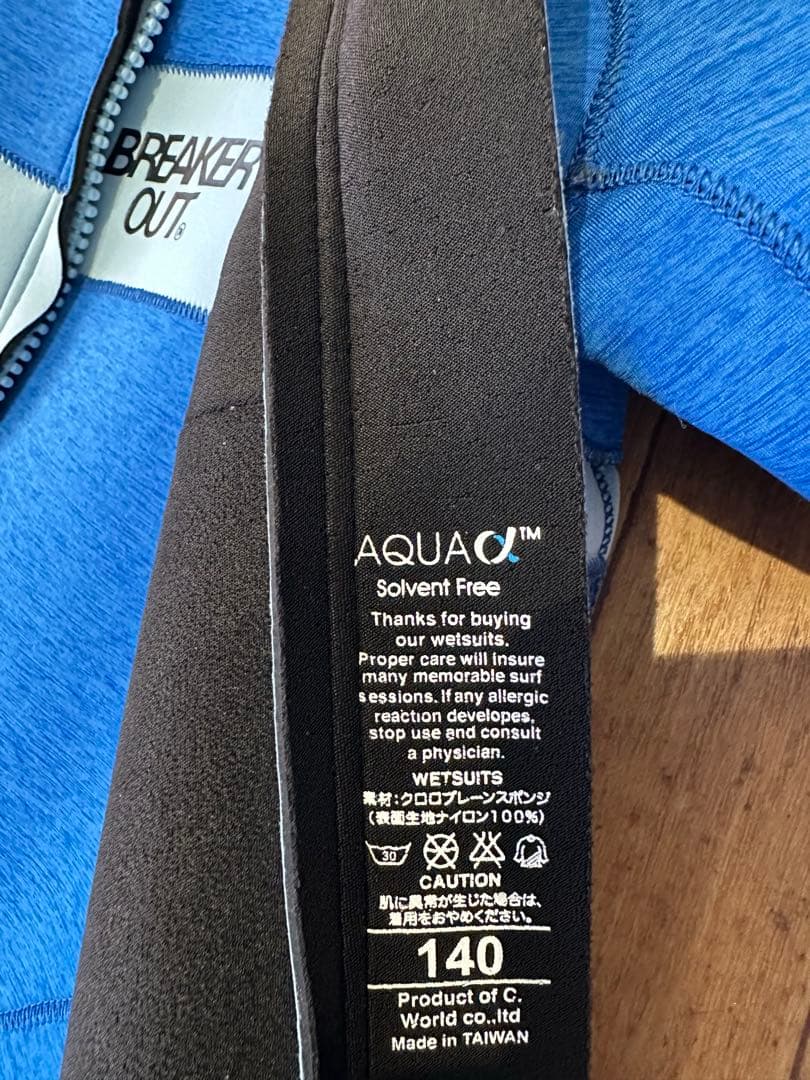 BREAKER
OUT®
AQUA α™
Solvent Free
Thanks for buying
our wetsuits.
Proper care will insure
many memorable surf
sessions. If any allergic
reaction developes,
stop use and consult
a physician.
WETSUITS
素材:クロロプレーンスポンジ
(表面生地ナイロン100%)
30
CAUTION
肌に異常が生じた場合は、
着用をおやめください。
140
Product of C.
World co.,ltd
Made in TAIWAN